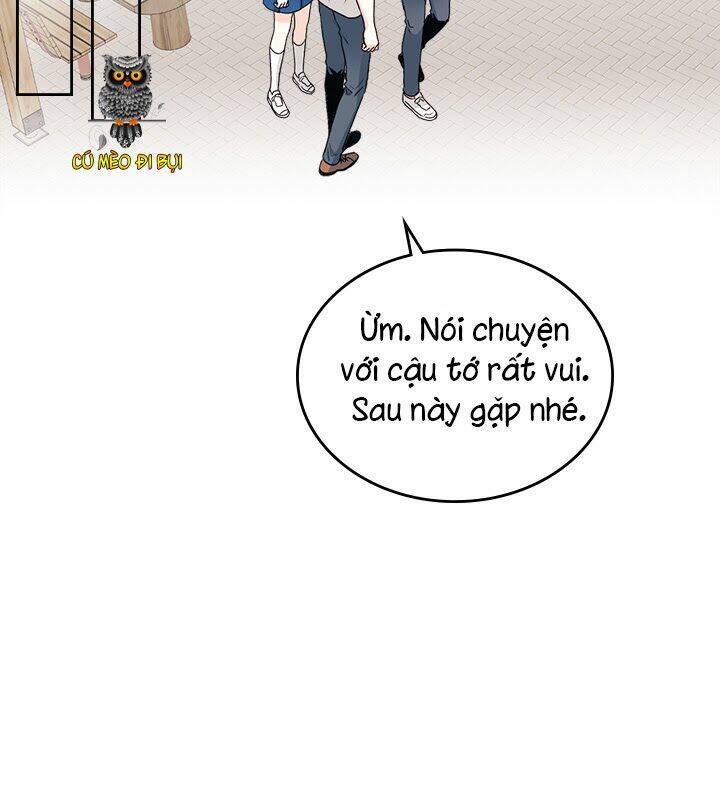 CÚ MÈO ĐI BỤI
Ừm. Nói chuyện
với cậu tớ rất vui.
Sau này gặp nhé.